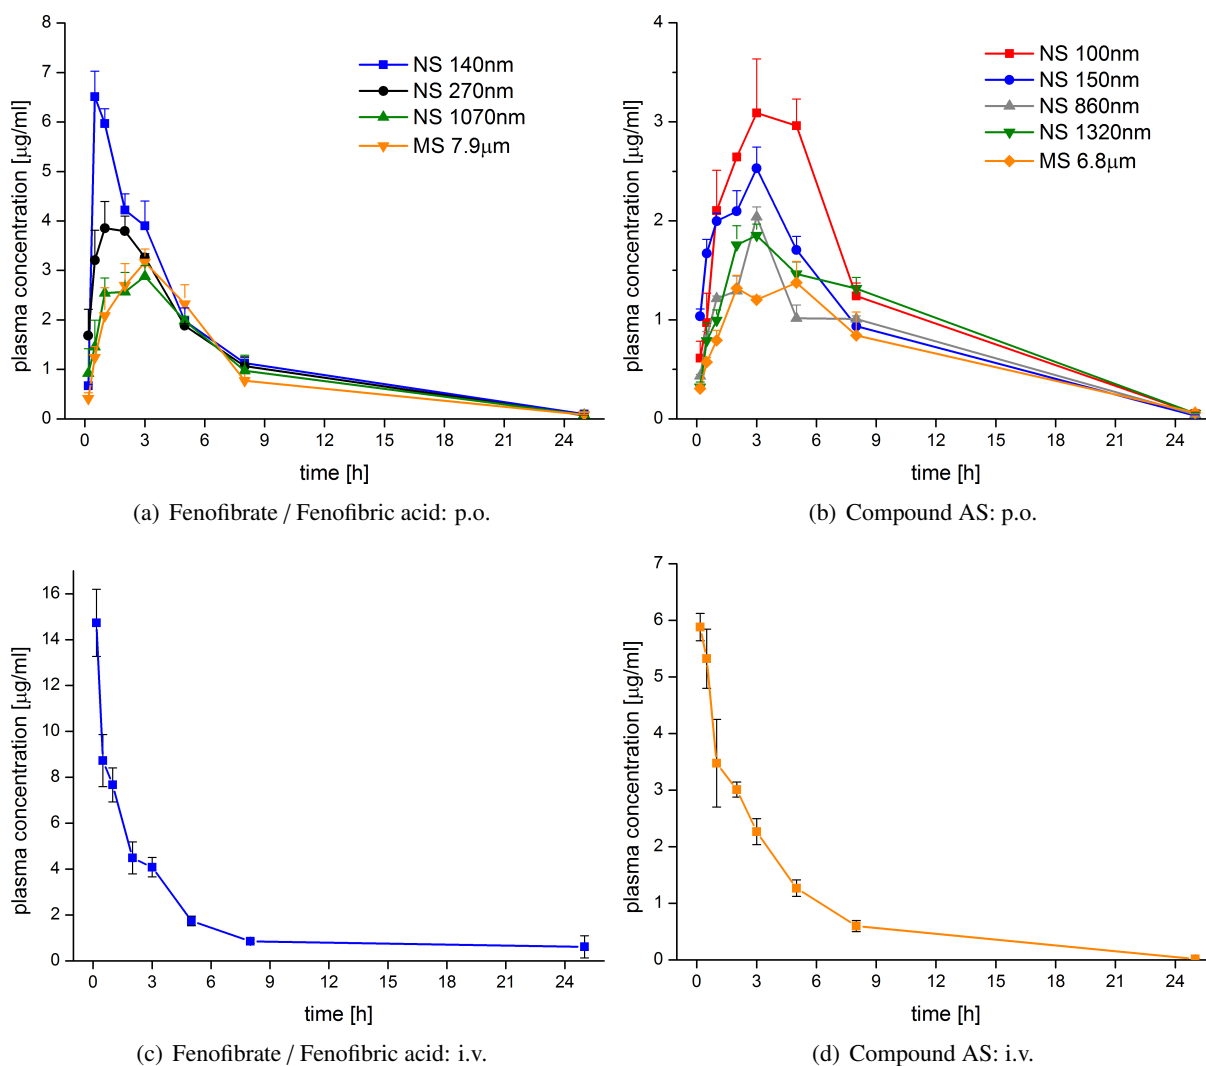 8
7
6
5
4
3
2
1
0
plasma concentration [μg/ml]
NS 140nm
NS 270nm
NS 1070nm
MS 7.9μm
0 3 6 9 12 15 18 21 24
time [h]
(a) Fenofibrate / Fenofibric acid: p.o.
4
3
2
1
0
plasma concentration [μg/ml]
NS 100nm
NS 150nm
NS 860nm
NS 1320nm
MS 6.8μm
0 3 6 9 12 15 18 21 24
time [h]
(b) Compound AS: p.o.
16
14
12
10
8
6
4
2
0
plasma concentration [μg/ml]
0 3 6 9 12 15 18 21 24
time [h]
(c) Fenofibrate / Fenofibric acid: i.v.
7
6
5
4
3
2
1
0
plasma concentration [μg/ml]
0 3 6 9 12 15 18 21 24
time [h]
(d) Compound AS: i.v.